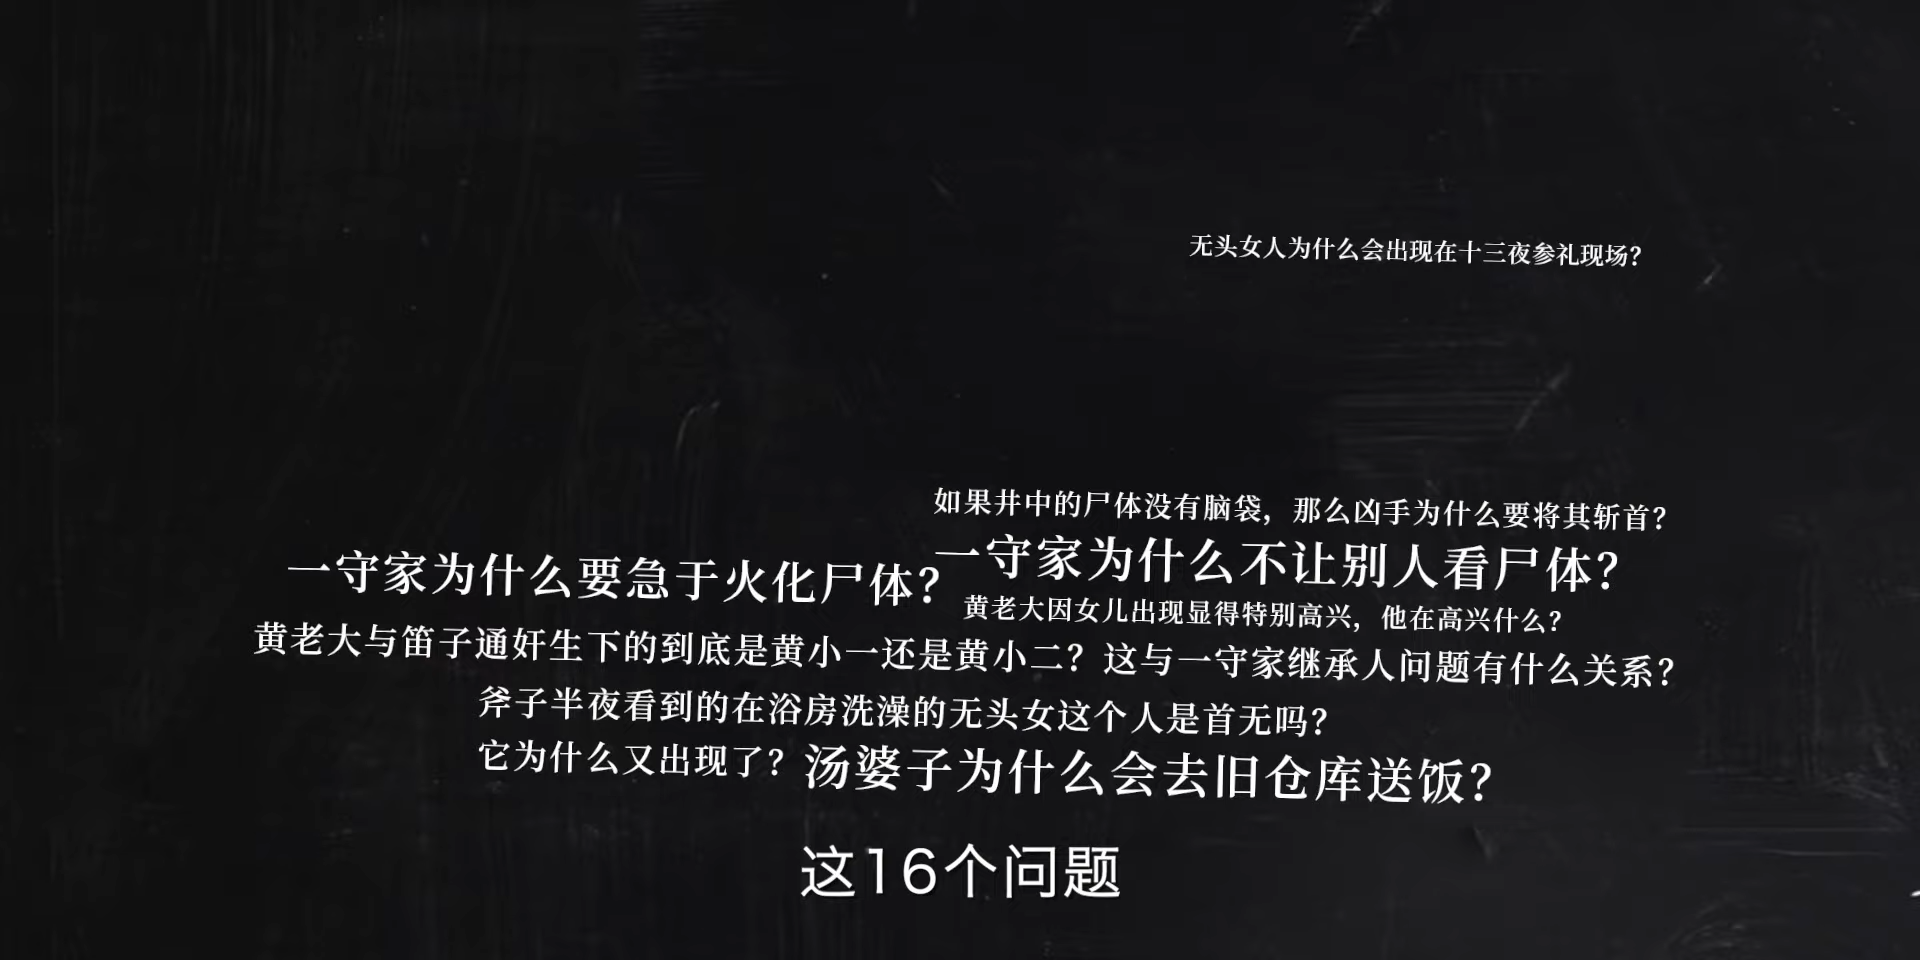 无头女人为什么会出现在十三夜参礼现场？
如果井中的尸体没有脑袋，那么凶手为什么要将其斩首？
一守家为什么要急于火化尸体？
一守家为什么不让别人看尸体？
黄老大因女儿出现显得特别高兴，他在高兴什么？
黄老大与笛子通奸生下的到底是黄小一还是黄小二？这与一守家继承人问题有什么关系？
斧子半夜看到的在浴房洗澡的无头女这个人是首无吗？
它为什么又出现了？
汤婆子为什么会去旧仓库送饭？
这16个问题